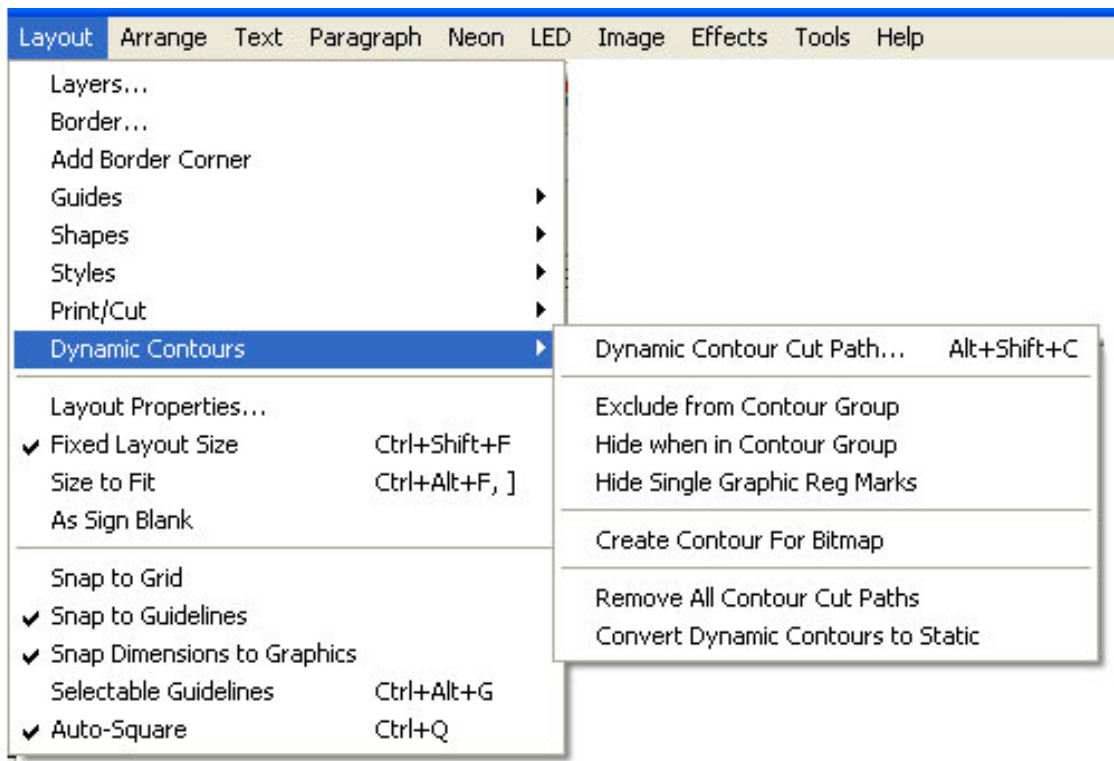 Layout Arrange Text Paragraph Neon LED Image Effects Tools Help
Layers...
Border...
Add Border Corner
Guides
Shapes
Styles
Print/Cut
Dynamic Contours
Layout Properties...
Fixed Layout Size Ctrl+Shift+F
Size to Fit Ctrl+Alt+F, ]
As Sign Blank
Snap to Grid
Snap to Guidelines
Snap Dimensions to Graphics
Selectable Guidelines Ctrl+Alt+G
Auto-Square Ctrl+Q
Dynamic Contour Cut Path... Alt+Shift+C
Exclude from Contour Group
Hide when in Contour Group
Hide Single Graphic Reg Marks
Create Contour For Bitmap
Remove All Contour Cut Paths
Convert Dynamic Contours to Static